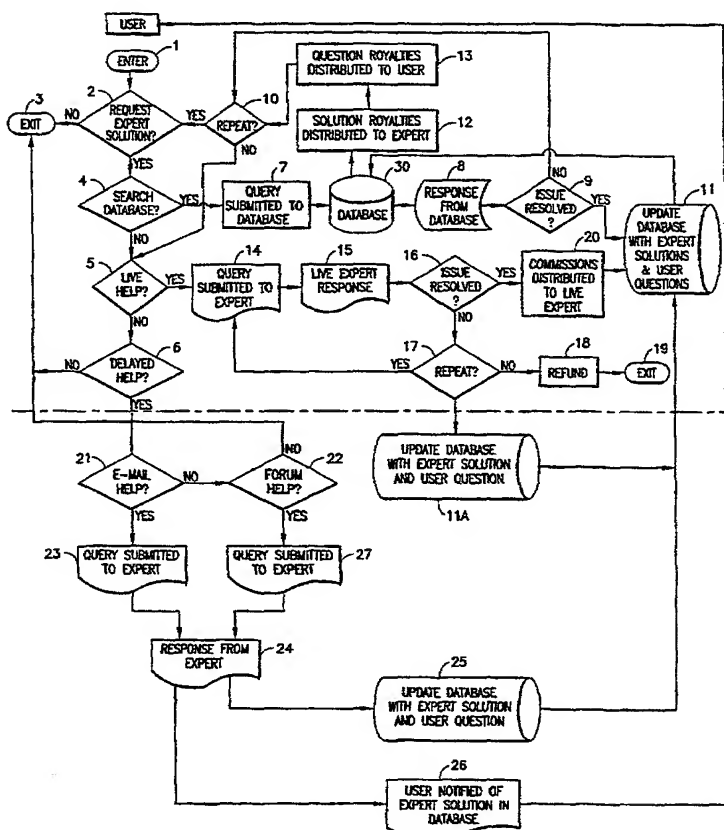 USER
1
ENTER
2
REQUEST
EXPERT
SOLUTION?
NO
YES
YES
3
EXIT
10
REPEAT?
NO
QUESTION ROYALTIES
DISTRIBUTED TO USER
13
SOLUTION ROYALTIES
DISTRIBUTED TO EXPERT
12
4
SEARCH
DATABASE?
YES
NO
7
QUERY
SUBMITTED TO
DATABASE
30
DATABASE
8
RESPONSE
FROM
DATABASE
NO
9
ISSUE
RESOLVED
?
YES
11
UPDATE
DATABASE
WITH EXPERT
SOLUTIONS
& USER
QUESTIONS
5
LIVE
HELP?
YES
NO
14
QUERY
SUBMITTED TO
EXPERT
15
LIVE EXPERT
RESPONSE
16
ISSUE
RESOLVED
?
YES
NO
20
COMMISSIONS
DISTRIBUTED
TO LIVE
EXPERT
6
DELAYED
HELP?
NO
YES
17
REPEAT?
YES
NO
YES
18
REFUND
19
EXIT
UPDATE DATABASE
WITH EXPERT SOLUTION
AND USER QUESTION
11A
21
E-MAIL
HELP?
NO
YES
22
FORUM
HELP?
NO
YES
23
QUERY SUBMITTED
TO EXPERT
27
QUERY SUBMITTED
TO EXPERT
24
RESPONSE FROM
EXPERT
25
UPDATE DATABASE
WITH EXPERT SOLUTION
AND USER QUESTION
26
USER NOTIFIED OF
EXPERT SOLUTION IN
DATABASE